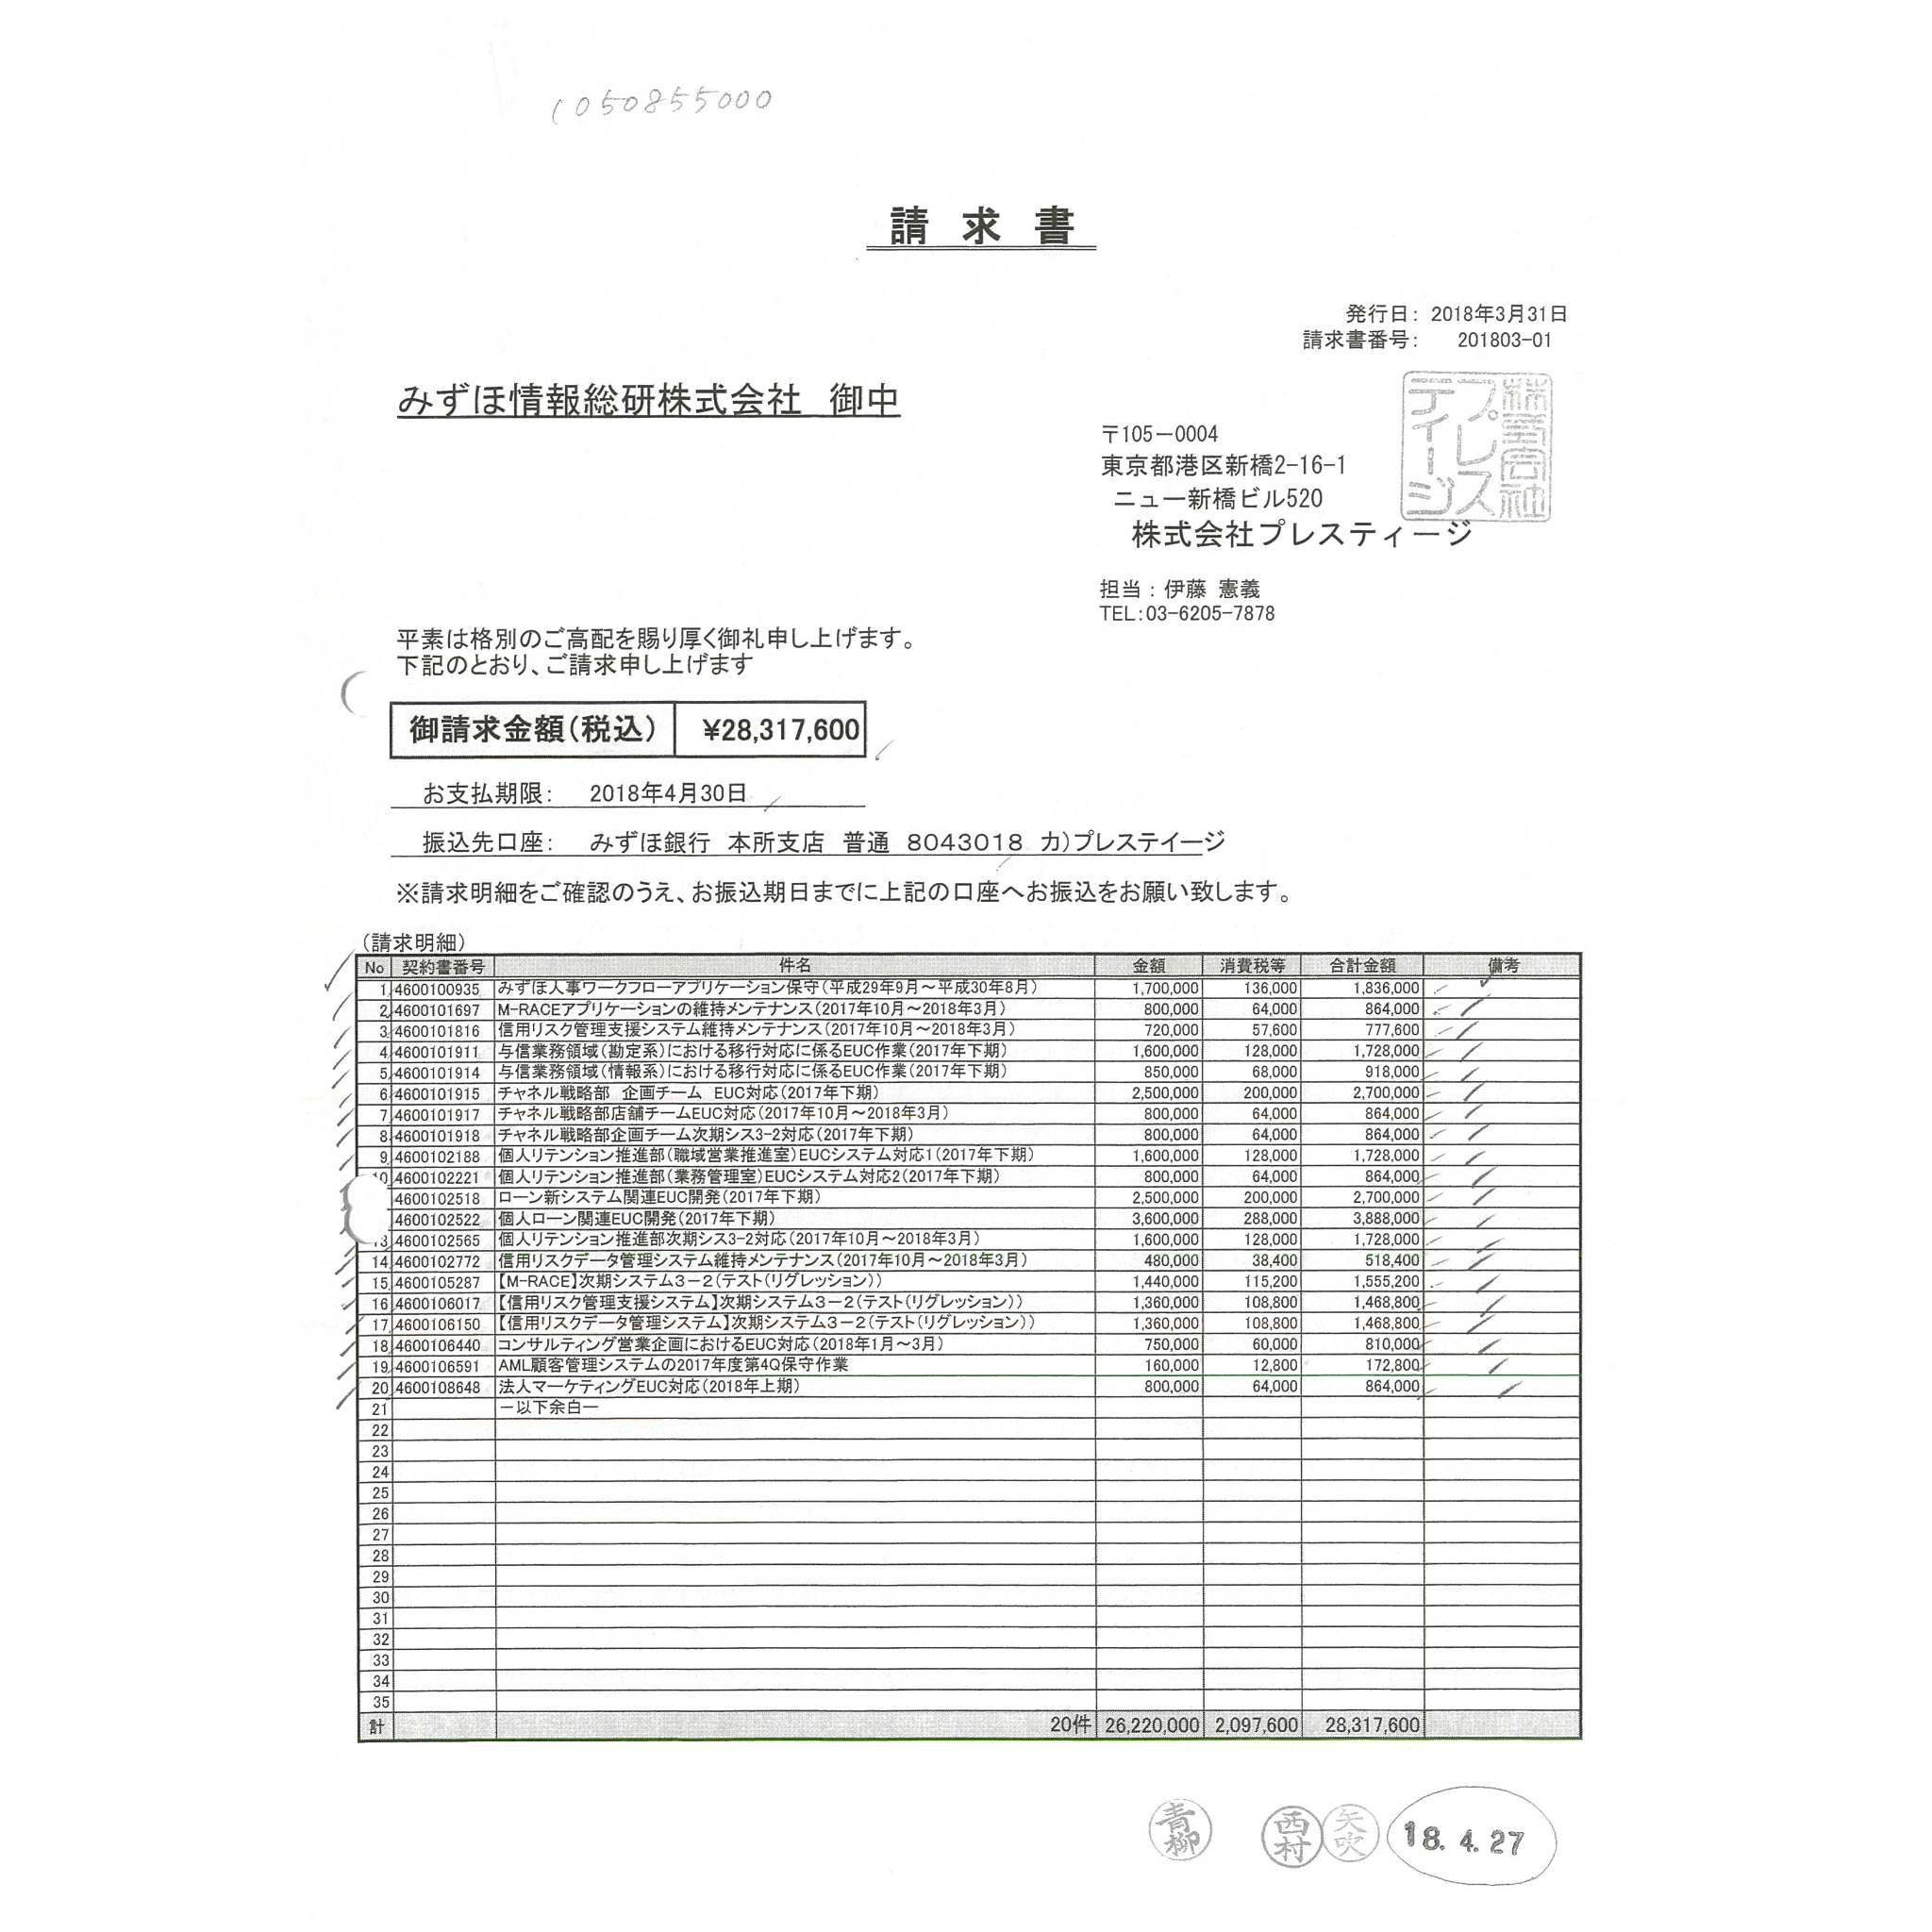 1050855000
請 求 書
発行日： 2018年3月31日
請求書番号： 201803-01
みずほ情報総研株式会社 御中
株式会社プレスティージ
〒105－0004
東京都港区新橋2-16-1
ニュー新橋ビル520
株式会社プレスティージ
担当：伊藤 憲義
TEL:03-6205-7878
平素は格別のご高配を賜り厚く御礼申し上げます。
下記のとおり、ご請求申し上げます
御請求金額（税込） ¥28,317,600
お支払期限： 2018年4月30日
振込先口座： みずほ銀行 本所支店 普通 8043018 カ）プレステイージ
※請求明細をご確認のうえ、お振込期日までに上記の口座へお振込をお願い致します。
（請求明細）
No 契約書番号 件名 金額 消費税等 合計金額 備考
1 4600100935 みずほ人事ワークフローアプリケーション保守（平成29年9月～平成30年8月） 1,700,000 136,000 1,836,000
2 4600101697 M-RACEアプリケーションの維持メンテナンス（2017年10月～2018年3月） 800,000 64,000 864,000
3 4600101816 信用リスク管理支援システム維持メンテナンス（2017年10月～2018年3月） 720,000 57,600 777,600
4 4600101911 与信業務領域（勘定系）における移行対応に係るEUC作業（2017年下期） 1,600,000 128,000 1,728,000
5 4600101914 与信業務領域（情報系）における移行対応に係るEUC作業（2017年下期） 850,000 68,000 918,000
6 4600101915 チャネル戦略部 企画チーム EUC対応（2017年下期） 2,500,000 200,000 2,700,000
7 4600101917 チャネル戦略部店舗チームEUC対応（2017年10月～2018年3月） 800,000 64,000 864,000
8 4600101918 チャネル戦略部企画チーム次期シス3-2対応（2017年下期） 800,000 64,000 864,000
9 4600102188 個人リテンション推進部（職域営業推進室）EUCシステム対応1（2017年下期） 1,600,000 128,000 1,728,000
10 4600102221 個人リテンション推進部（業務管理室）EUCシステム対応2（2017年下期） 800,000 64,000 864,000
4600102518 ローン新システム関連EUC開発（2017年下期） 2,500,000 200,000 2,700,000
4600102522 個人ローン関連EUC開発（2017年下期） 3,600,000 288,000 3,888,000
13 4600102565 個人リテンション推進部次期シス3-2対応（2017年10月～2018年3月） 1,600,000 128,000 1,728,000
14 4600102772 信用リスクデータ管理システム維持メンテナンス（2017年10月～2018年3月） 480,000 38,400 518,400
15 4600105287 【M-RACE】次期システム３－２（テスト（リグレッション）） 1,440,000 115,200 1,555,200
16 4600106017 【信用リスク管理支援システム】次期システム３－２（テスト（リグレッション）） 1,360,000 108,800 1,468,800
17 4600106150 【信用リスクデータ管理システム】次期システム３－２（テスト（リグレッション）） 1,360,000 108,800 1,468,800
18 4600106440 コンサルティング営業企画におけるEUC対応（2018年1月～3月） 750,000 60,000 810,000
19 4600106591 AML顧客管理システムの2017年度第4Q保守作業 160,000 12,800 172,800
20 4600108648 法人マーケティングEUC対応（2018年上期） 800,000 64,000 864,000
21 －以下余白－
22
23
24
25
26
27
28
29
30
31
32
33
34
35
計 20件 26,220,000 2,097,600 28,317,600
青柳 西村 矢吹 18. 4. 27